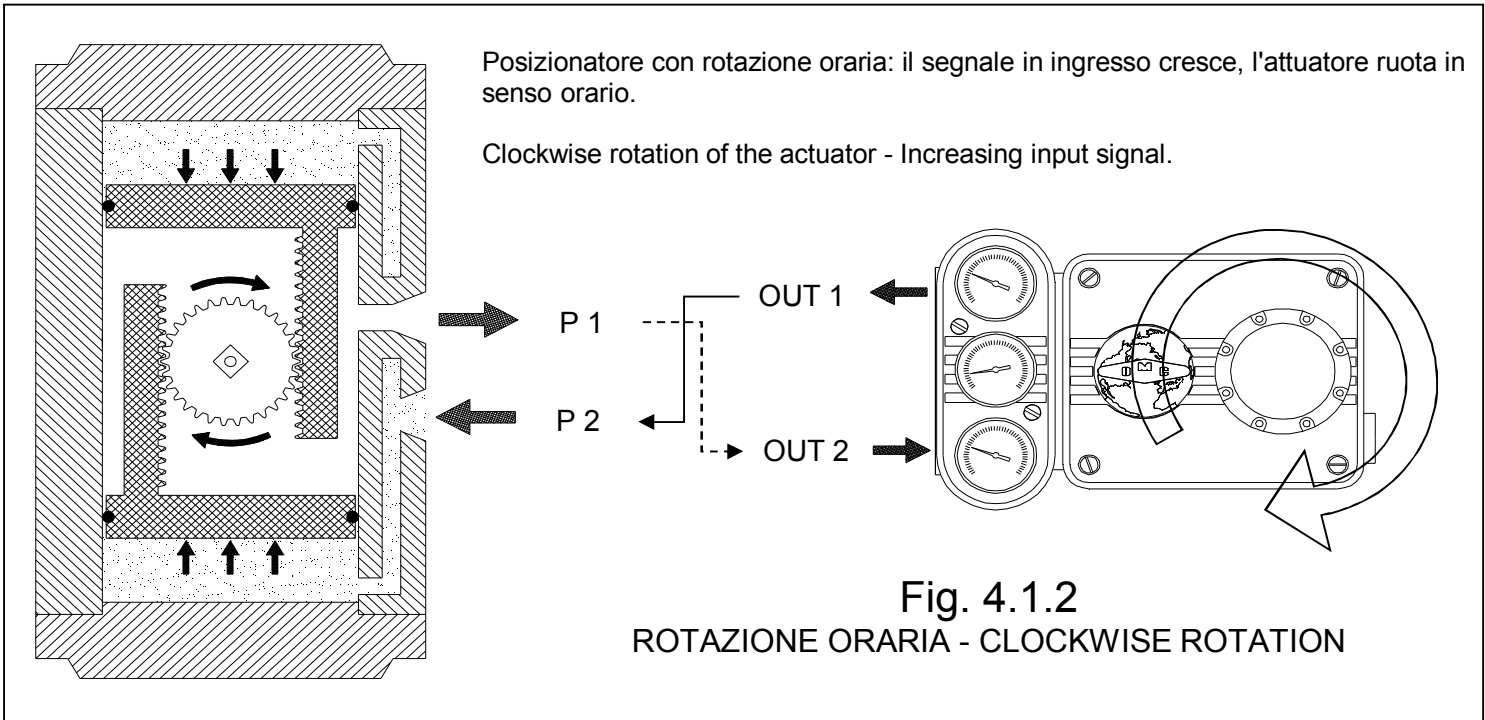 Posizionatore con rotazione oraria: il segnale in ingresso cresce, l'attuatore ruota in
senso orario.
Clockwise rotation of the actuator - Increasing input signal.
OUT 1
P 1
D M G
P 2
OUT 2
Fig. 4.1.2
ROTAZIONE ORARIA - CLOCKWISE ROTATION